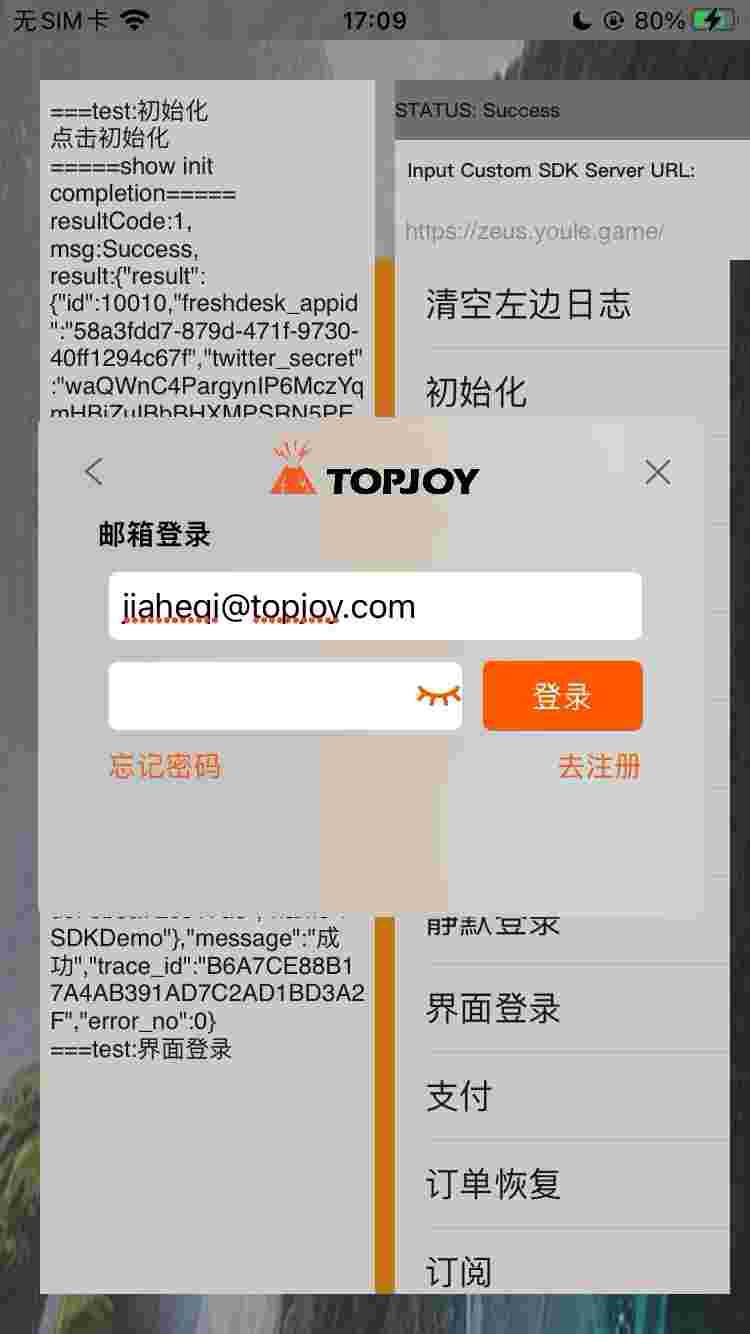 无SIM卡
17:09
80%
===test:初始化
点击初始化
=====show init
completion=====
resultCode:1,
msg:Success,
result:{"result":
{"id":10010,"freshdesk_appid
":"58a3fdd7-879d-471f-9730-
40ff1294c67f","twitter_secret"
:"waQWnC4PargynIP6MczYq
STATUS: Success
Input Custom SDK Server URL:
https://zeus.youle.game/
清空左边日志
初始化
TOPJOY
邮箱登录
jiaheqi@topjoy.com
登录
忘记密码
去注册
SDKDemo"},"message":"成
功","trace_id":"B6A7CE88B1
7A4AB391AD7C2AD1BD3A2
F","error_no":0}
===test:界面登录
静默登录
界面登录
支付
订单恢复
订阅